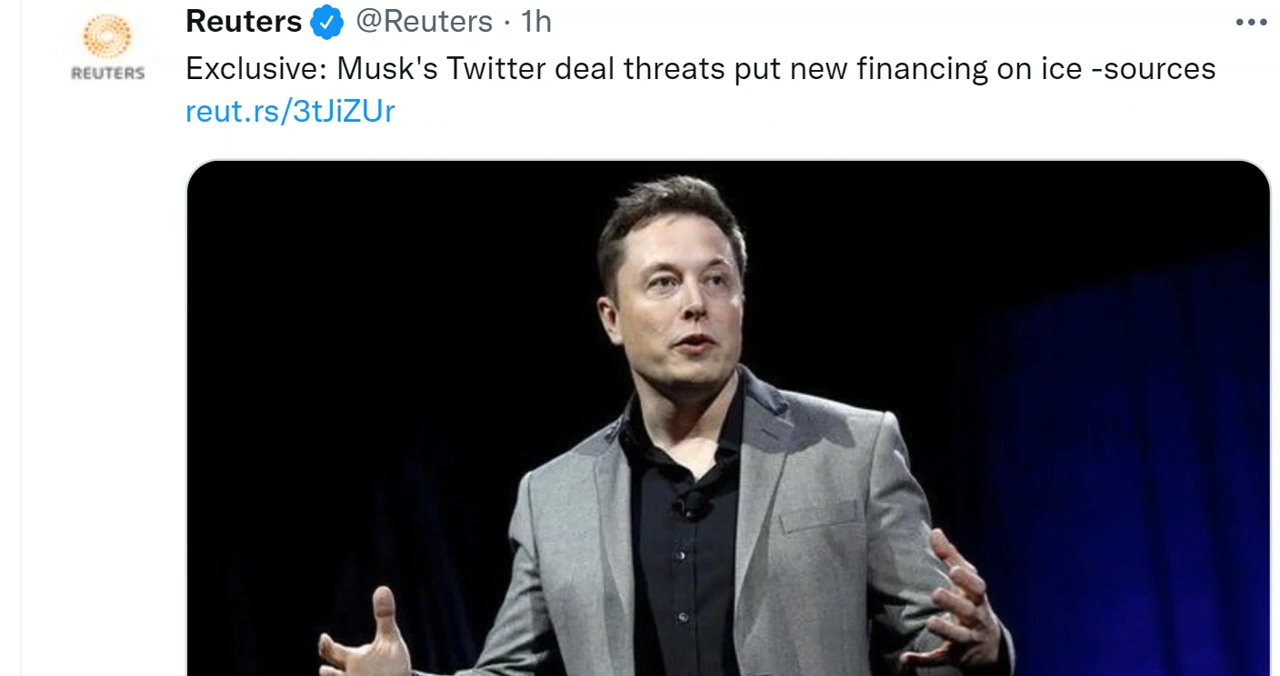 Reuters @Reuters · 1h
REUTERS
Exclusive: Musk's Twitter deal threats put new financing on ice -sources
reut.rs/3tJiZUr